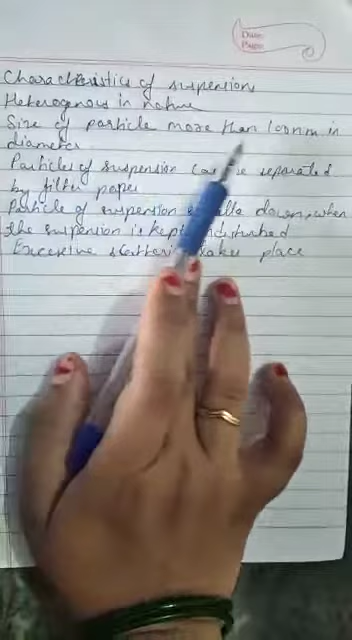 Date:
Page:
Characteristics of suspension
Heterogenous in nature
Size of particle more than 100nm in
diameter
Particles of suspension can be separated
by filter paper
Particle of suspension settle down, when
the suspension is kept undisturbed
Excessive scattering takes place